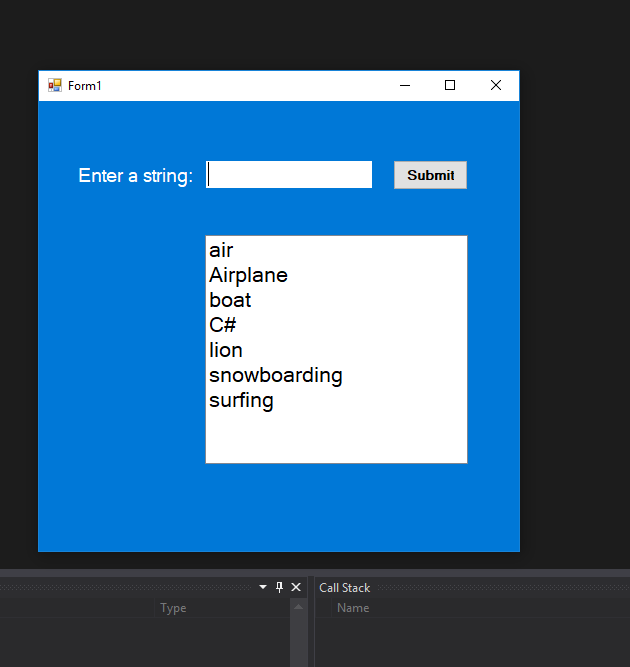 Form1
Enter a string:
Submit
air
Airplane
boat
C#
lion
snowboarding
surfing
Call Stack
Type
Name